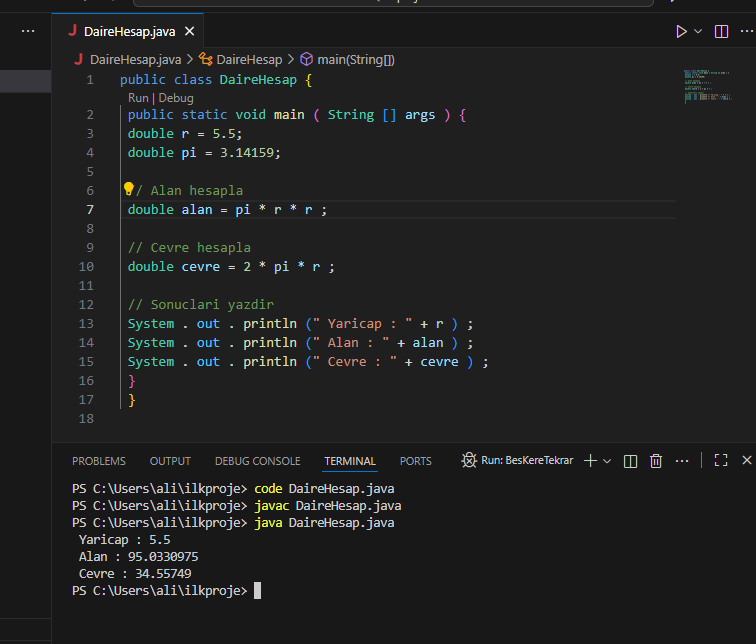 DaireHesap.java
DaireHesap.java > DaireHesap > main(String[])
1 public class DaireHesap {
Run | Debug
2 public static void main ( String [] args ) {
3 double r = 5.5;
4 double pi = 3.14159;
5
6 / Alan hesapla
7 double alan = pi * r * r ;
8
9 // Cevre hesapla
10 double cevre = 2 * pi * r ;
11
12 // Sonuclari yazdir
13 System . out . println (" Yaricap : " + r ) ;
14 System . out . println (" Alan : " + alan ) ;
15 System . out . println (" Cevre : " + cevre ) ;
16 }
17 }
18
PROBLEMS OUTPUT DEBUG CONSOLE TERMINAL PORTS Run: BesKereTekrar
PS C:\Users\ali\ilkproje> code DaireHesap.java
PS C:\Users\ali\ilkproje> javac DaireHesap.java
PS C:\Users\ali\ilkproje> java DaireHesap.java
Yaricap : 5.5
Alan : 95.0330975
Cevre : 34.55749
PS C:\Users\ali\ilkproje>